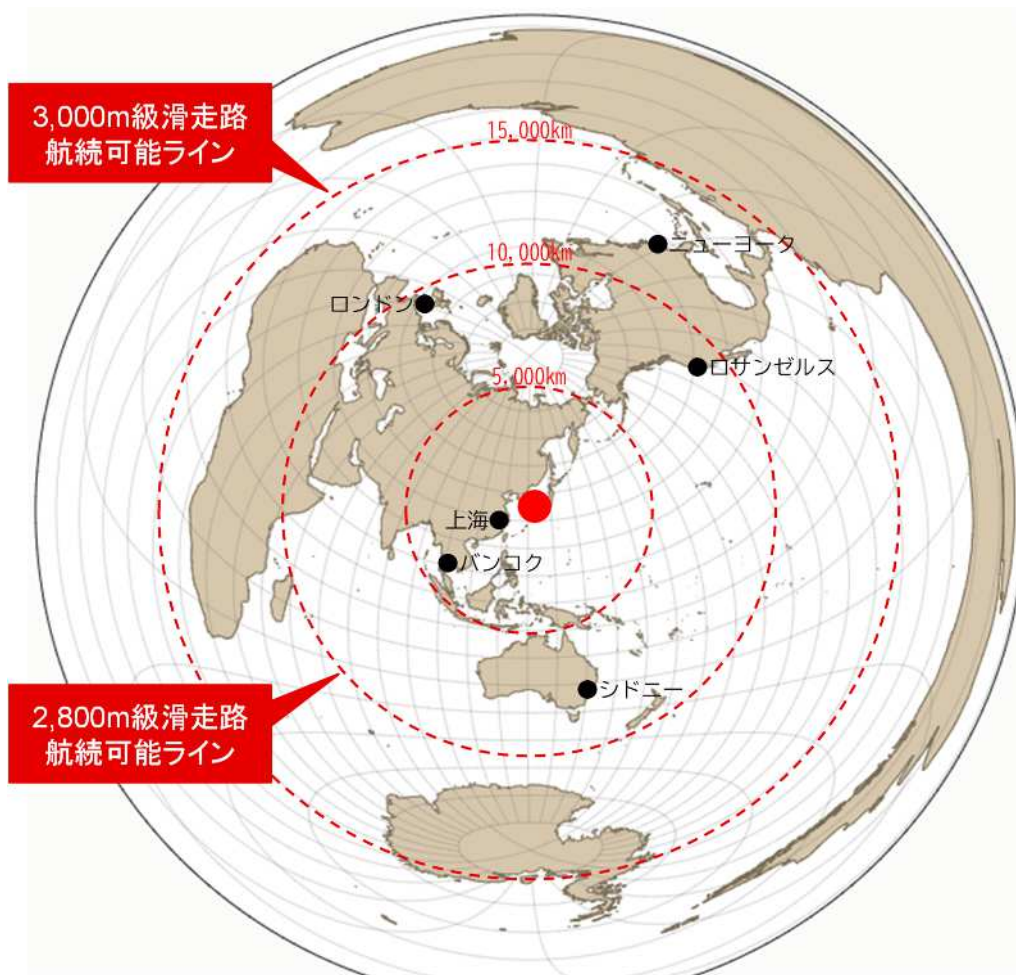 3,000m級滑走路
航続可能ライン
15,000km
ニューヨータ
10,000km
ロンドン
ロサンゼルス
5,000km
上海
バンコク
シドニー
2,800m級滑走路
航続可能ライン